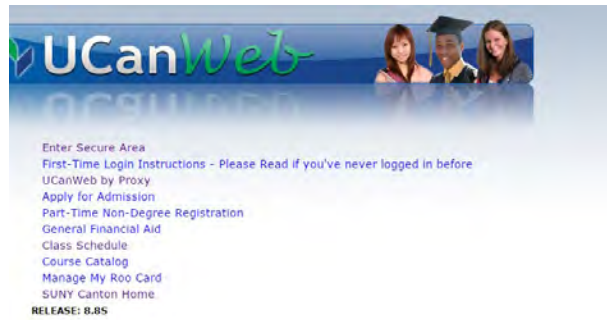 UCanWeb
Enter Secure Area
First-Time Login Instructions - Please Read if you've never logged in before
UCanWeb by Proxy
Apply for Admission
Part-Time Non-Degree Registration
General Financial Aid
Class Schedule
Course Catalog
Manage My Roo Card
SUNY Canton Home
RELEASE: 8.8S